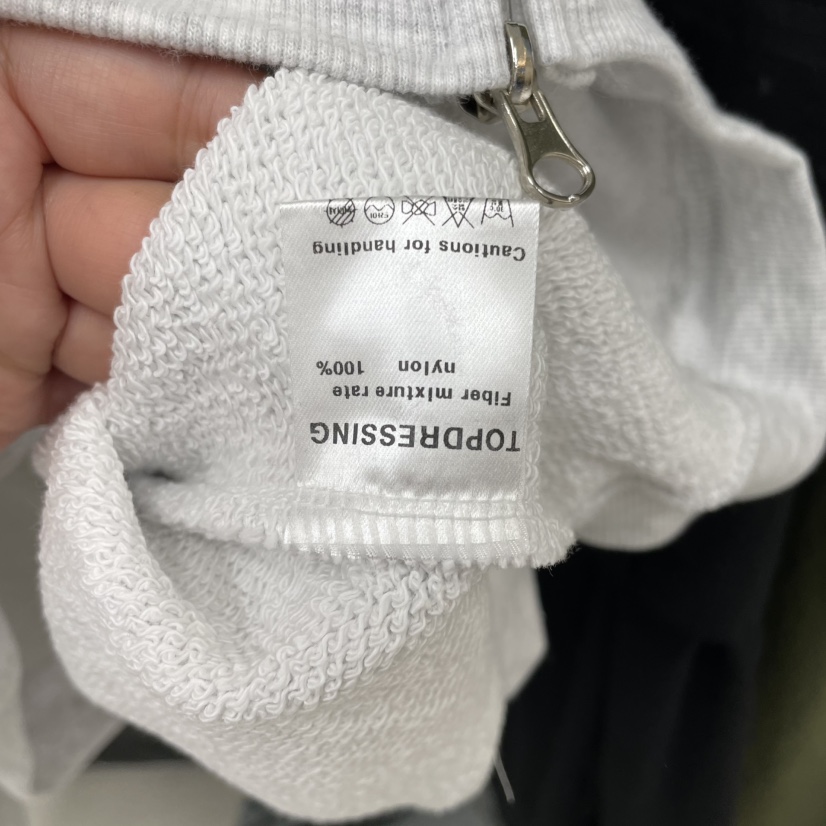 TOPDRESSING
Fiber mixture rate
nylon 100%
Cautions for handling